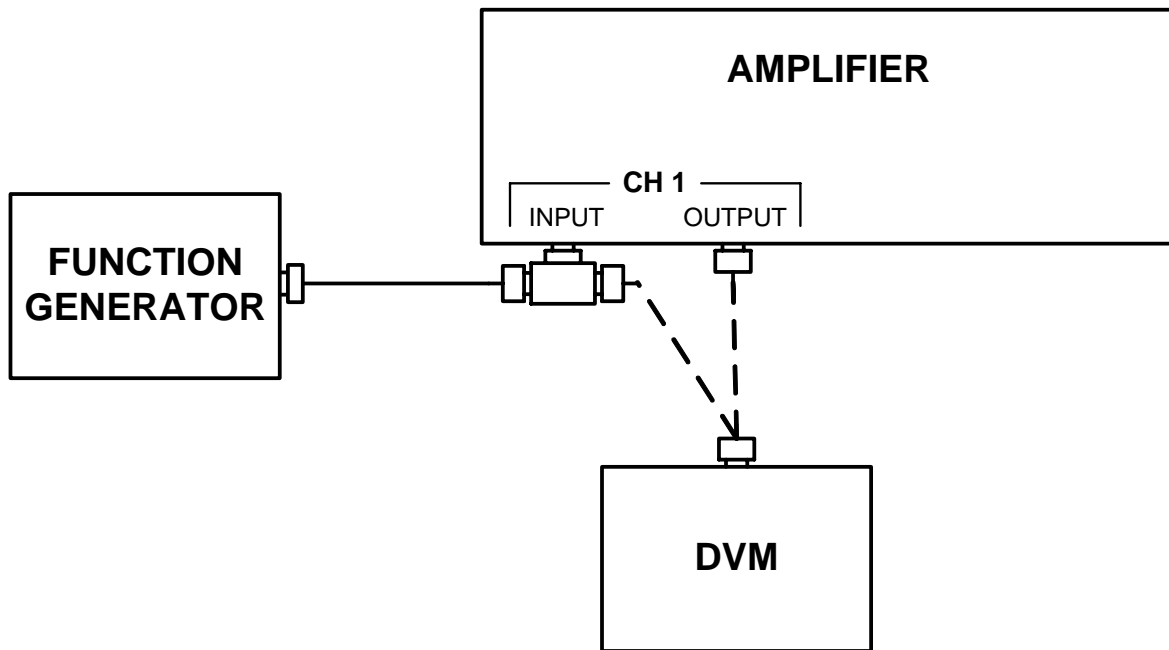 AMPLIFIER
CH 1
INPUT OUTPUT
FUNCTION
GENERATOR
DVM